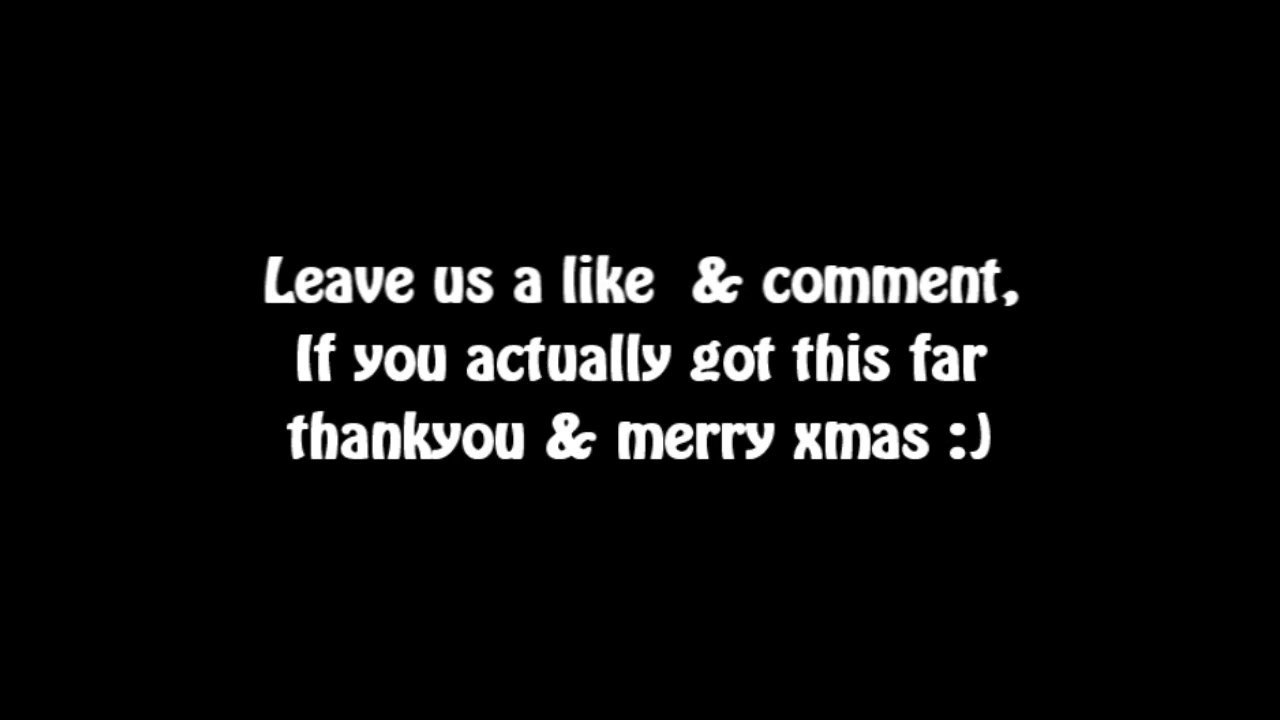 Leave us a like  & comment,
If you actually got this far
thankyou & merry xmas :)